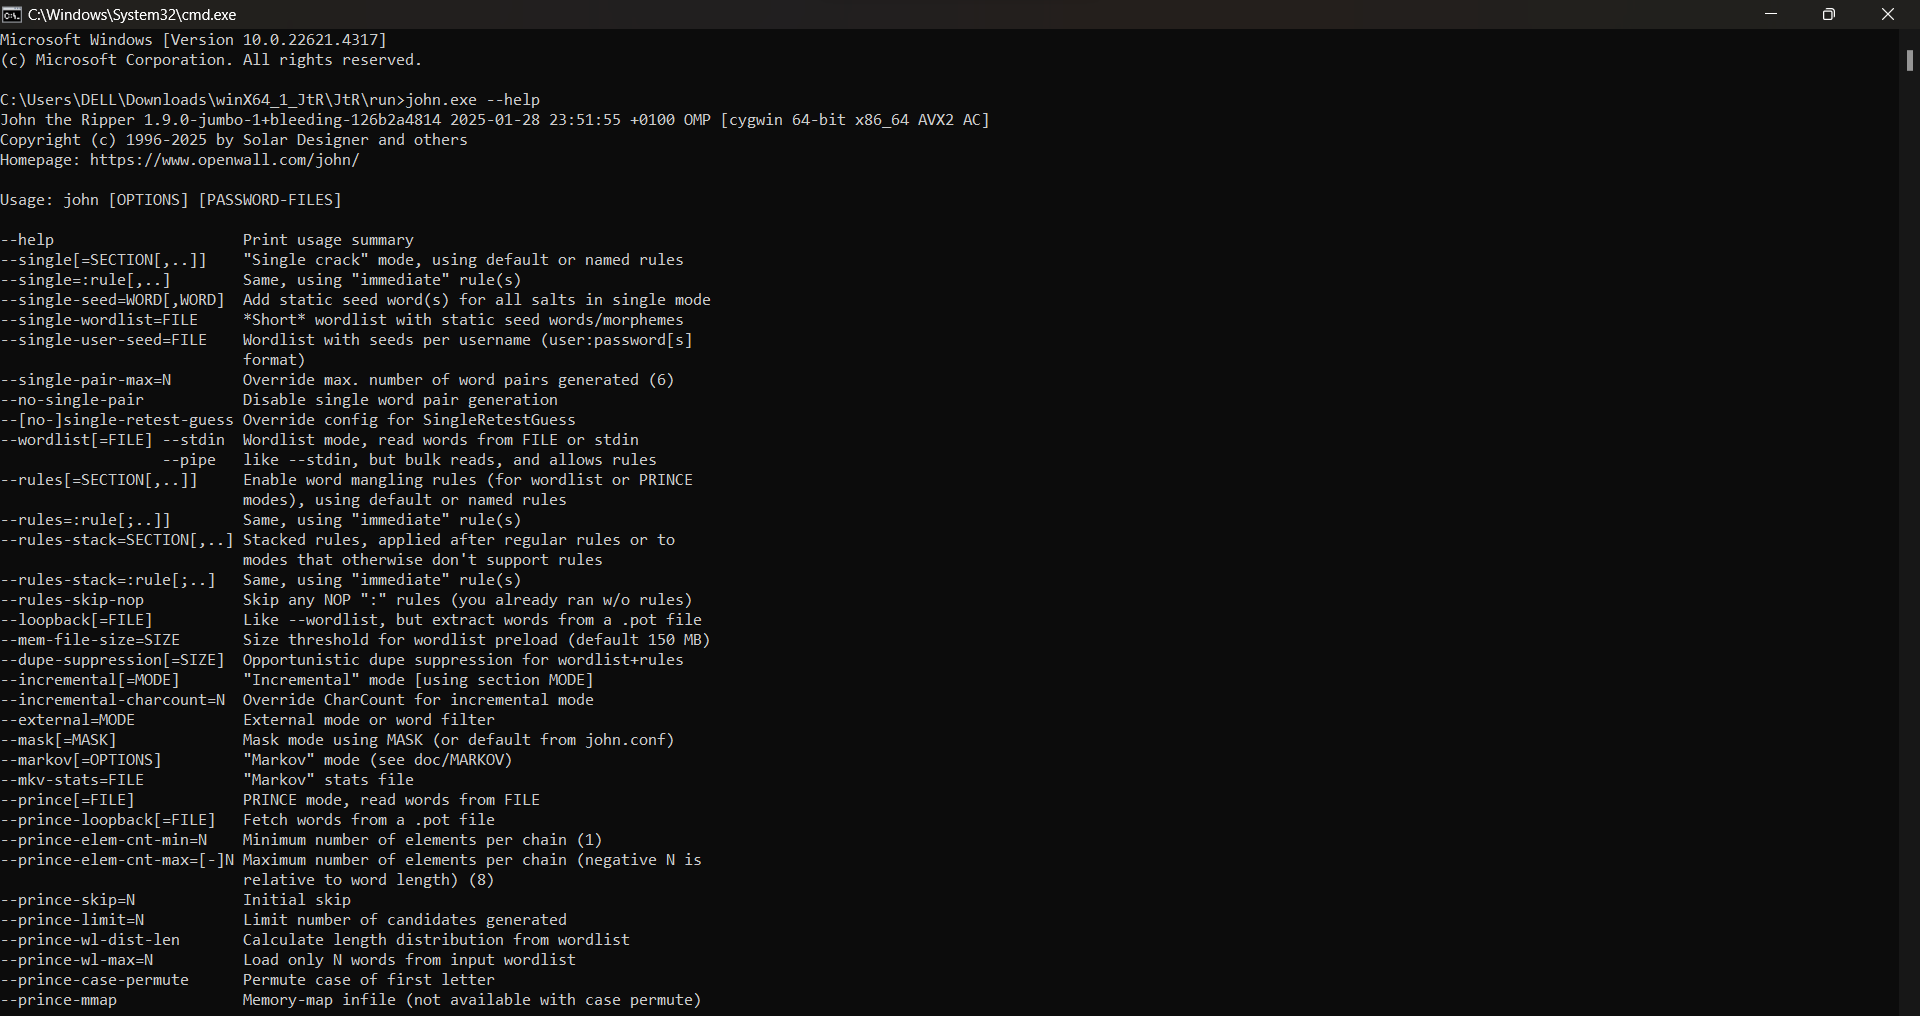 C:\Windows\System32\cmd.exe
Microsoft Windows [Version 10.0.22621.4317]
(c) Microsoft Corporation. All rights reserved.
C:\Users\DELL\Downloads\winX64_1_JtR\JtR\run>john.exe --help
John the Ripper 1.9.0-jumbo-1+bleeding-126b2a4814 2025-01-28 23:51:55 +0100 OMP [cygwin 64-bit x86_64 AVX2 AC]
Copyright (c) 1996-2025 by Solar Designer and others
Homepage: https://www.openwall.com/john/
Usage: john [OPTIONS] [PASSWORD-FILES]
--help                     Print usage summary
--single[=SECTION[,..]]    "Single crack" mode, using default or named rules
--single=:rule[,..]        Same, using "immediate" rule(s)
--single-seed=WORD[,WORD]  Add static seed word(s) for all salts in single mode
--single-wordlist=FILE     *Short* wordlist with static seed words/morphemes
--single-user-seed=FILE    Wordlist with seeds per username (user:password[s]
                           format)
--single-pair-max=N        Override max. number of word pairs generated (6)
--no-single-pair           Disable single word pair generation
--[no-]single-retest-guess Override config for SingleRetestGuess
--wordlist[=FILE] --stdin  Wordlist mode, read words from FILE or stdin
                  --pipe   like --stdin, but bulk reads, and allows rules
--rules[=SECTION[,..]]     Enable word mangling rules (for wordlist or PRINCE
                           modes), using default or named rules
--rules=:rule[;..]]        Same, using "immediate" rule(s)
--rules-stack=SECTION[,..] Stacked rules, applied after regular rules or to
                           modes that otherwise don't support rules
--rules-stack=:rule[;..]   Same, using "immediate" rule(s)
--rules-skip-nop           Skip any NOP ":" rules (you already ran w/o rules)
--loopback[=FILE]          Like --wordlist, but extract words from a .pot file
--mem-file-size=SIZE       Size threshold for wordlist preload (default 150 MB)
--dupe-suppression[=SIZE]  Opportunistic dupe suppression for wordlist+rules
--incremental[=MODE]       "Incremental" mode [using section MODE]
--incremental-charcount=N  Override CharCount for incremental mode
--external=MODE            External mode or word filter
--mask[=MASK]              Mask mode using MASK (or default from john.conf)
--markov[=OPTIONS]         "Markov" mode (see doc/MARKOV)
--mkv-stats=FILE           "Markov" stats file
--prince[=FILE]            PRINCE mode, read words from FILE
--prince-loopback[=FILE]   Fetch words from a .pot file
--prince-elem-cnt-min=N    Minimum number of elements per chain (1)
--prince-elem-cnt-max=[-]N Maximum number of elements per chain (negative N is
                           relative to word length) (8)
--prince-skip=N            Initial skip
--prince-limit=N           Limit number of candidates generated
--prince-wl-dist-len       Calculate length distribution from wordlist
--prince-wl-max=N          Load only N words from input wordlist
--prince-case-permute      Permute case of first letter
--prince-mmap              Memory-map infile (not available with case permute)